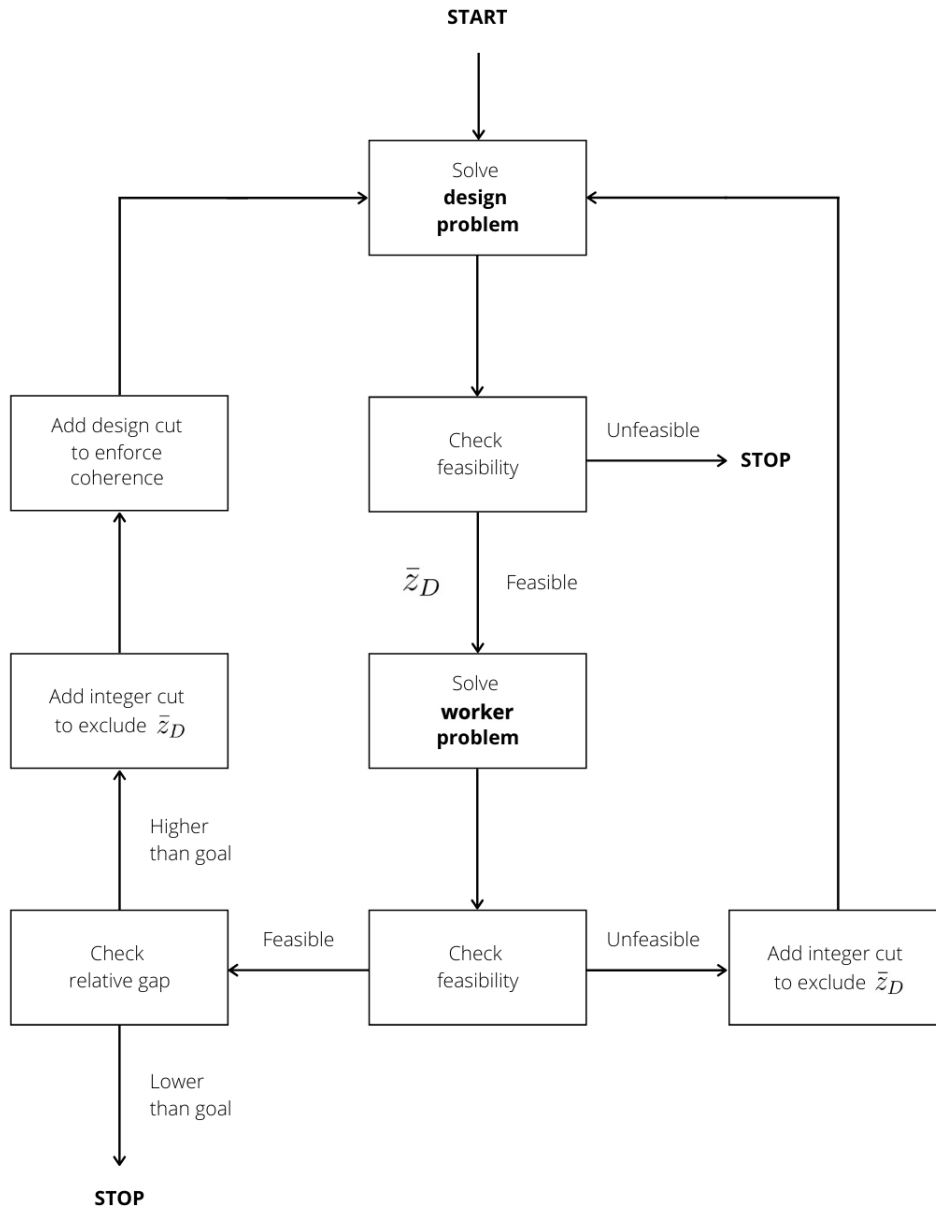 START
Solve
design
problem
Add design cut
to enforce
coherence
Check
feasibility
Unfeasible
STOP
z̄_D
Feasible
Add integer cut
to exclude z̄_D
Solve
worker
problem
Higher
than goal
Check
relative gap
Feasible
Check
feasibility
Unfeasible
Add integer cut
to exclude z̄_D
Lower
than goal
STOP